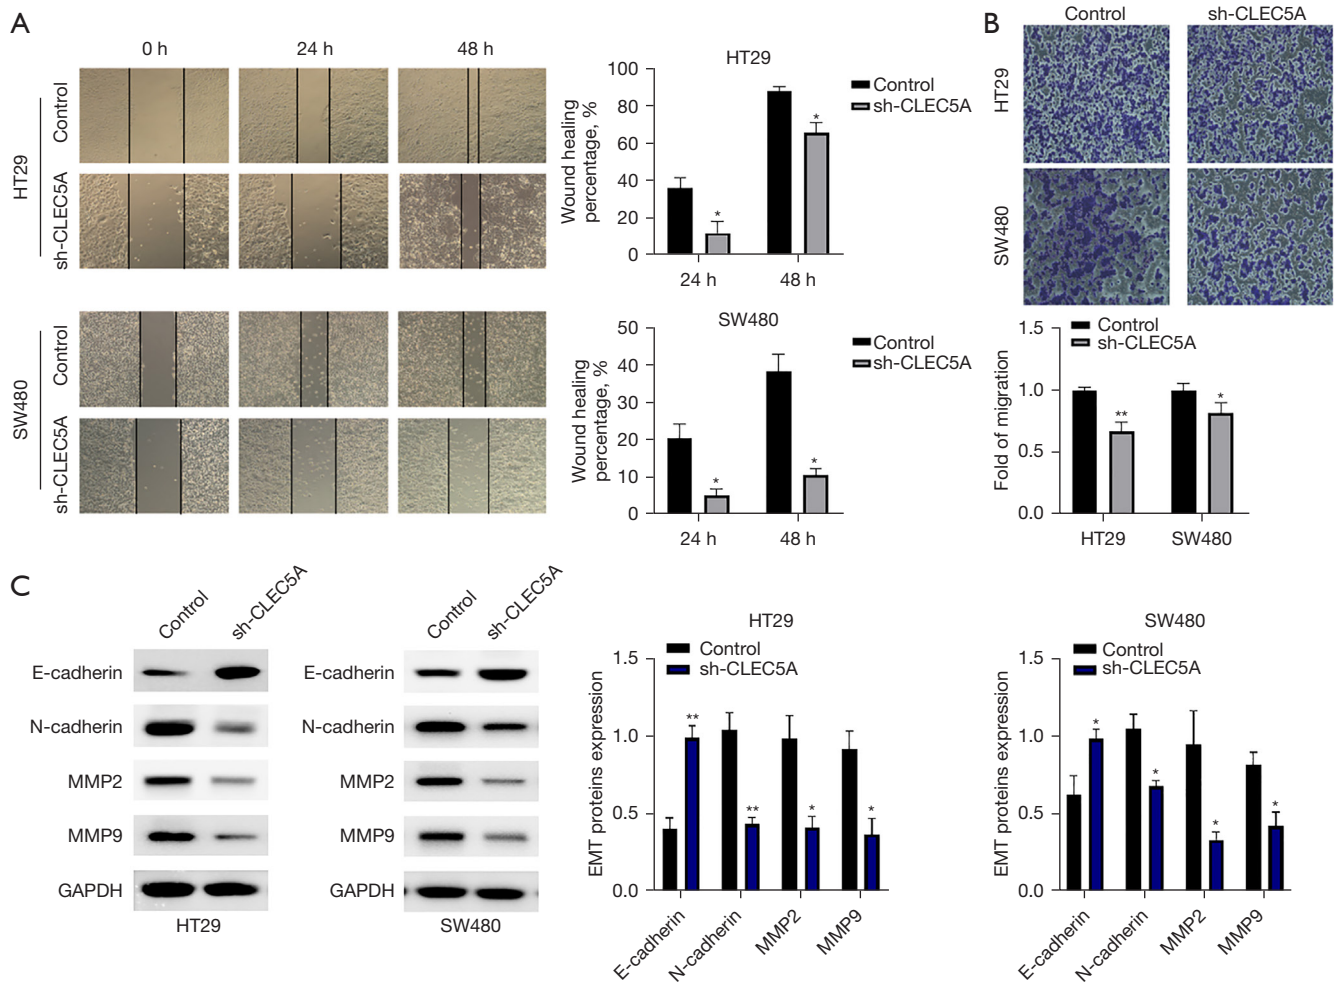 A
0 h
24 h
48 h
HT29
Control
sh-CLEC5A
SW480
Control
sh-CLEC5A
HT29
Wound healing
percentage, %
100
80
60
40
20
0
Control
sh-CLEC5A
*
*
24 h
48 h
SW480
Wound healing
percentage, %
50
40
30
20
10
0
Control
sh-CLEC5A
*
*
24 h
48 h
B
Control
sh-CLEC5A
HT29
SW480
Fold of migration
1.5
1.0
0.5
0.0
Control
sh-CLEC5A
**
*
HT29
SW480
C
Control
sh-CLEC5A
E-cadherin
N-cadherin
MMP2
MMP9
GAPDH
HT29
Control
sh-CLEC5A
E-cadherin
N-cadherin
MMP2
MMP9
GAPDH
SW480
HT29
Control
sh-CLEC5A
EMT proteins expression
1.5
1.0
0.5
0.0
**
**
*
*
E-cadherin
N-cadherin
MMP2
MMP9
SW480
Control
sh-CLEC5A
EMT proteins expression
1.5
1.0
0.5
0.0
*
*
*
*
E-cadherin
N-cadherin
MMP2
MMP9